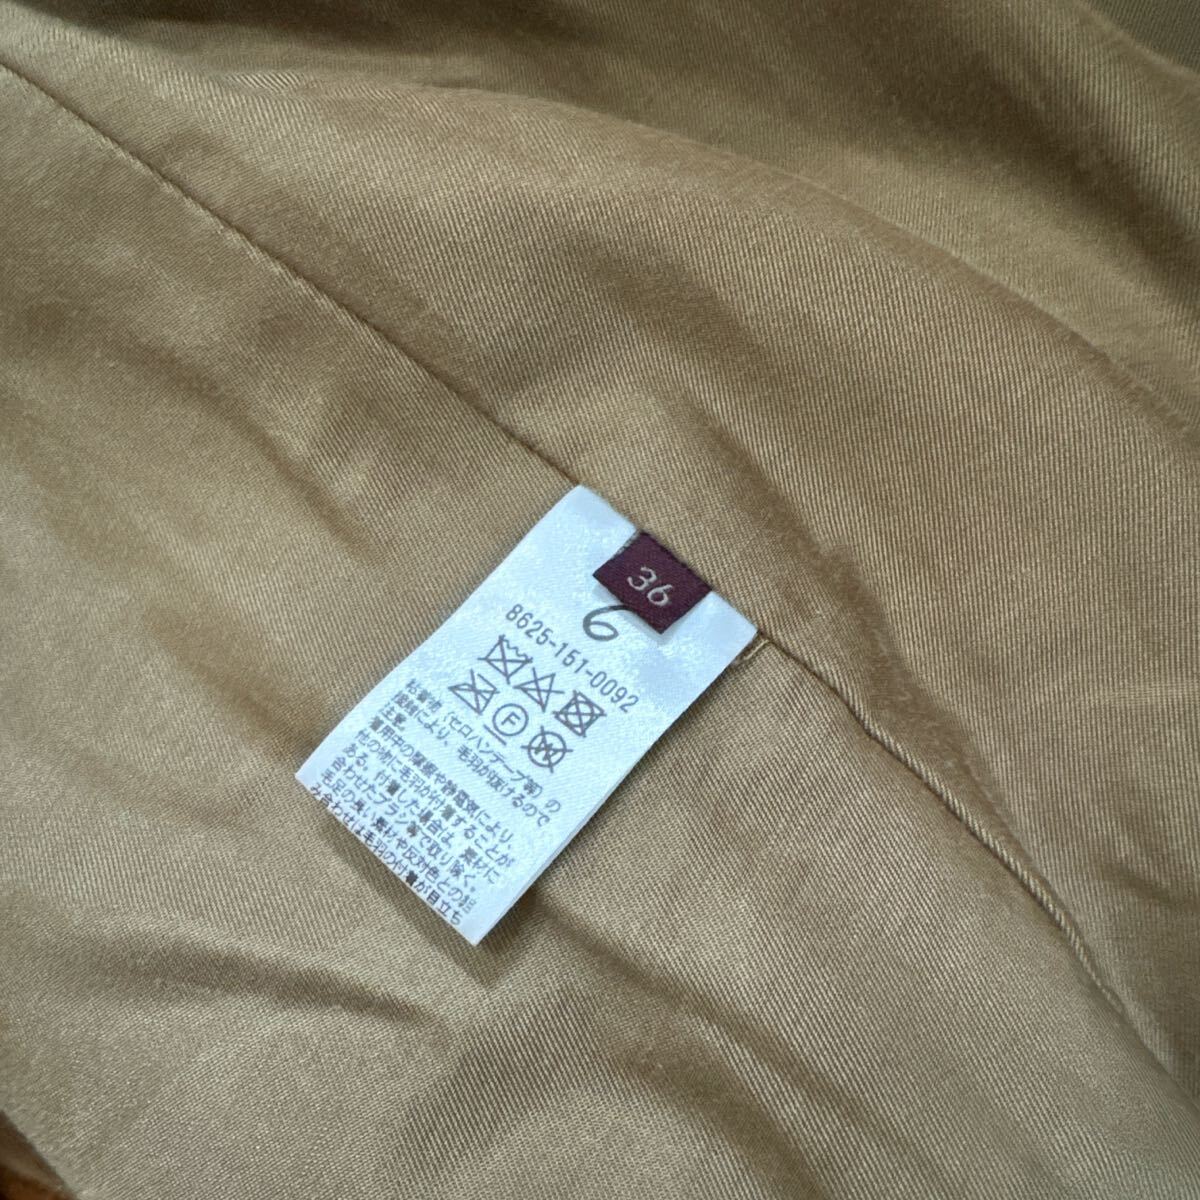 36
6
8625-151-0092
F
W
粘着物（セロハンテープ等）の
使用により、毛羽が抜けるので
注意。
着用中の摩擦や静電気により、
他の物に毛羽が付着することが
ある。付着した場合は、素材に
合わせたブラシ等で取り除く。
毛足の長い素材や反対色との組
み合わせは毛羽の付着が目立ち